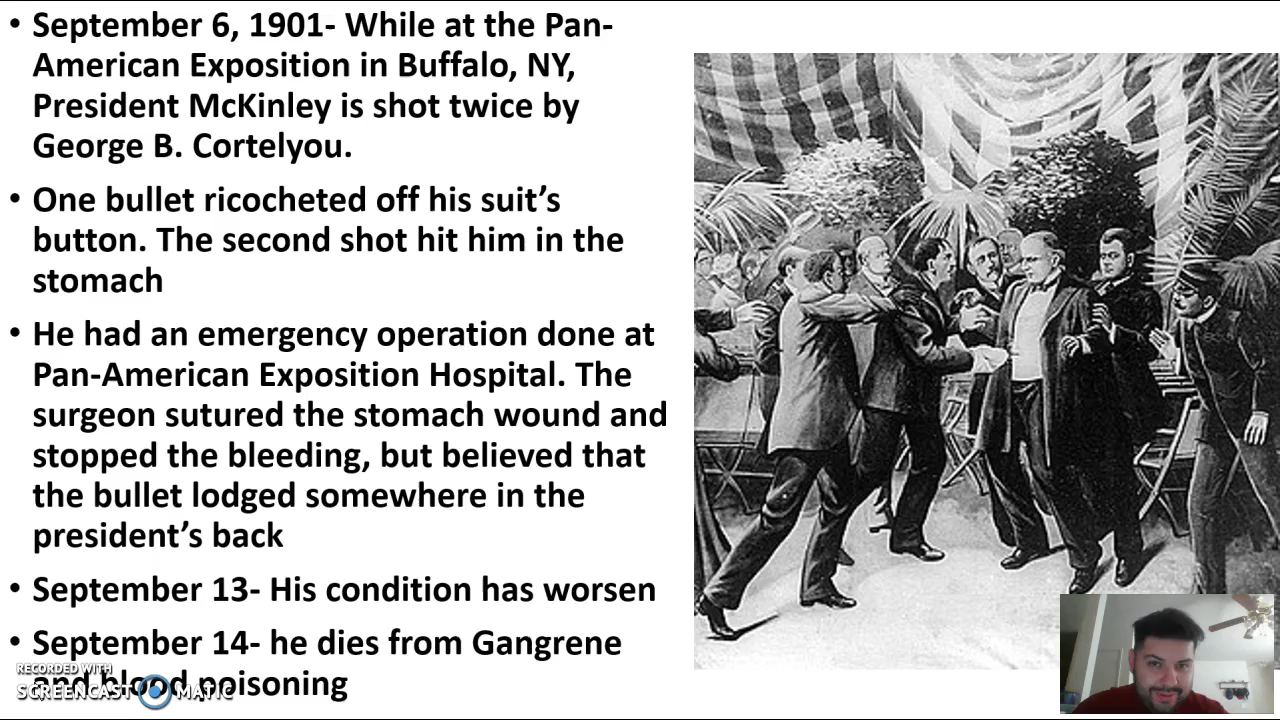 • September 6, 1901- While at the Pan-
American Exposition in Buffalo, NY,
President McKinley is shot twice by
George B. Cortelyou.
• One bullet ricocheted off his suit’s
button. The second shot hit him in the
stomach
• He had an emergency operation done at
Pan-American Exposition Hospital. The
surgeon sutured the stomach wound and
stopped the bleeding, but believed that
the bullet lodged somewhere in the
president’s back
• September 13- His condition has worsen
• September 14- he dies from Gangrene
and blood poisoning
RECORDED WITH
SCREENCAST MATIC